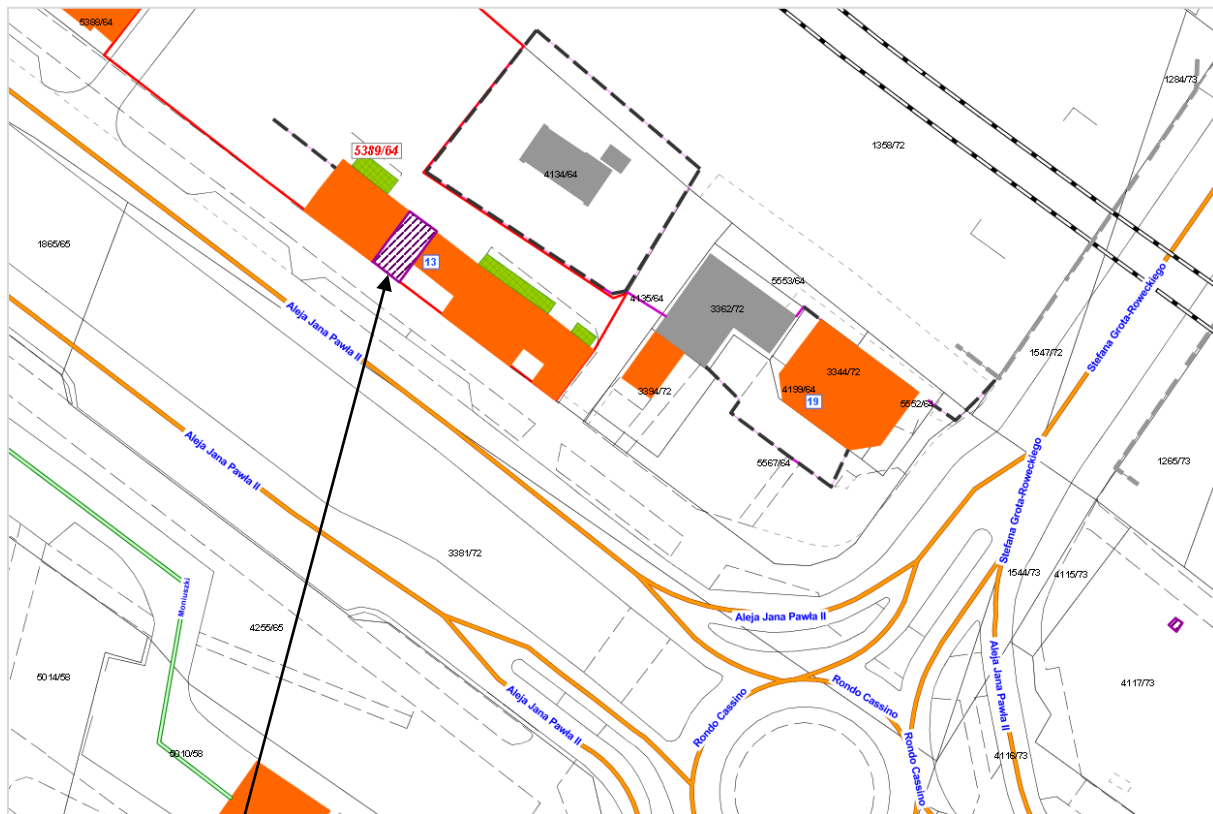 5388/64
1284/73
1358/72
5389/64
4134/64
1865/65
13
5553/64
4135/64
3362/72
Aleja Jana Pawła II
Stefana Grota-Roweckiego
1547/72
3344/72
4199/64
3394/72
19
5552/64
5567/64
1265/73
Aleja Jana Pawła II
Stefana Grota-Roweckiego
3381/72
1544/73
4115/73
Moniuszki
4255/65
Aleja Jana Pawła II
5014/58
Aleja Jana Pawła II
Rondo Cassino
Rondo Cassino
Aleja Jana Pawła II
4117/73
5010/58
Rondo Cassino
4116/73